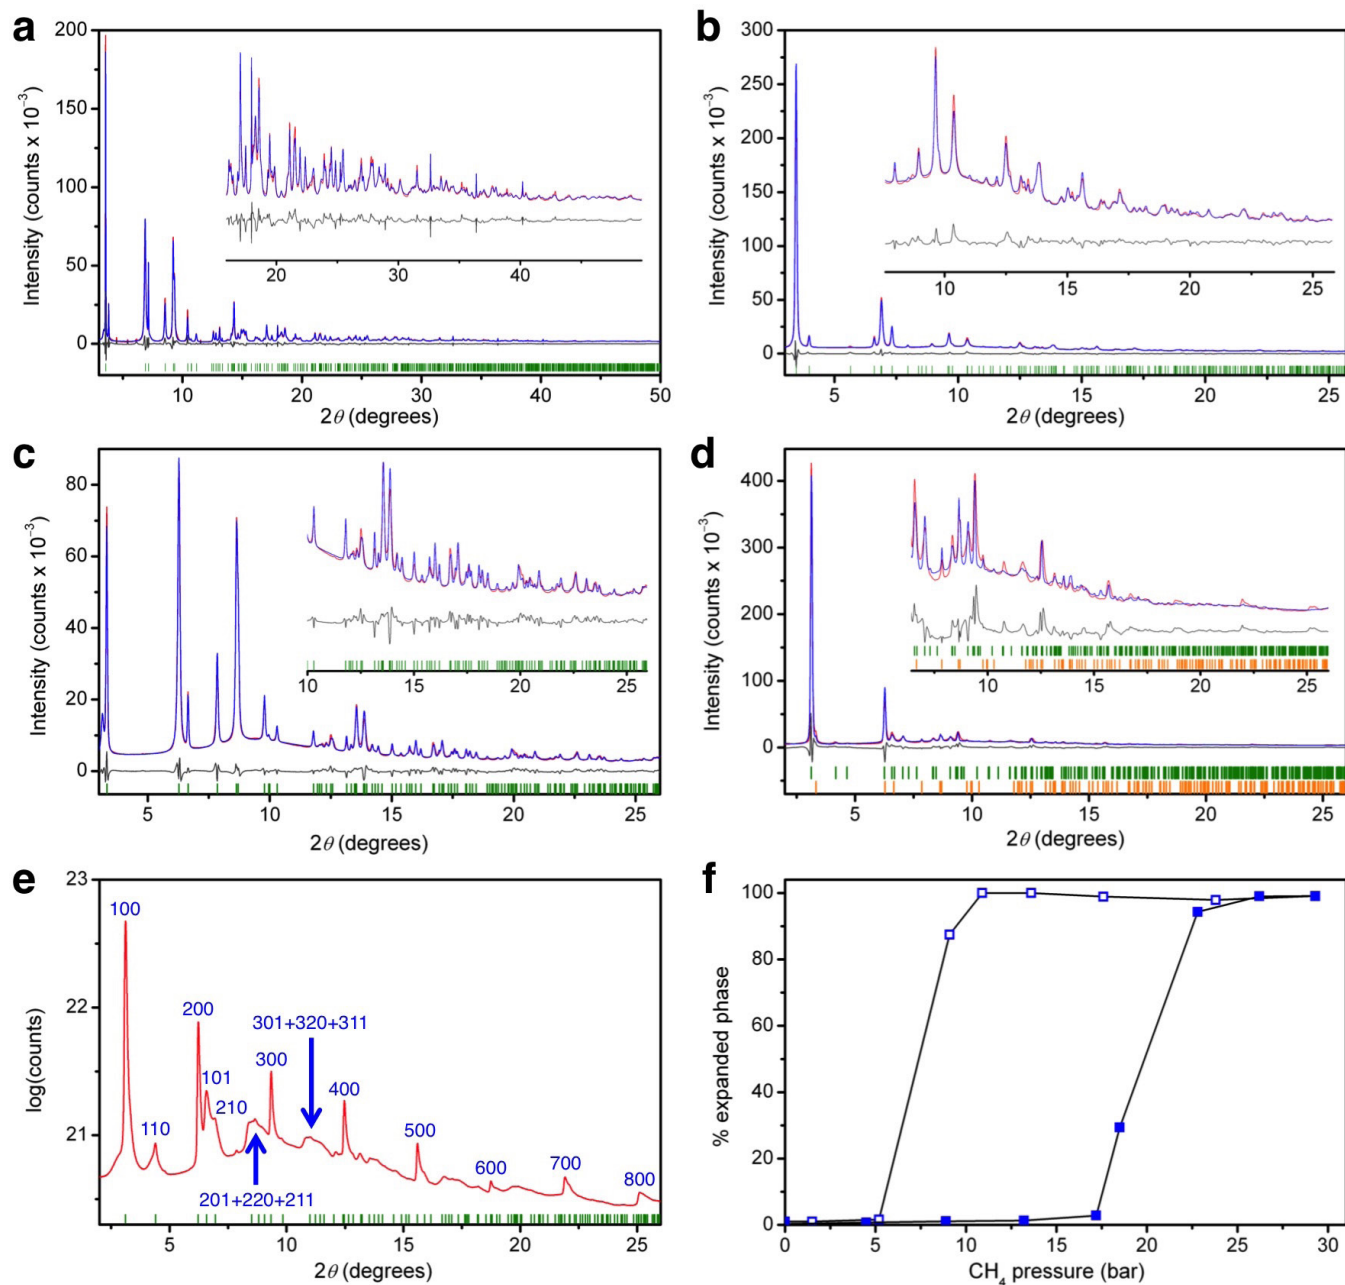 a
200
150
100
50
0
Intensity (counts x 10⁻³)
20 30 40
10 20 30 40 50
2θ (degrees)
b
300
250
200
150
100
50
0
Intensity (counts x 10⁻³)
10 15 20 25
5 10 15 20 25
2θ (degrees)
c
80
60
40
20
0
Intensity (counts x 10⁻³)
10 15 20 25
5 10 15 20 25
2θ (degrees)
d
400
300
200
100
0
Intensity (counts x 10⁻³)
10 15 20 25
5 10 15 20 25
2θ (degrees)
e
23
22
21
log(counts)
100
110
200
101
210
201+220+211
300
301+320+311
400
500
600
700
800
5 10 15 20 25
2θ (degrees)
f
100
80
60
40
20
0
% expanded phase
0 5 10 15 20 25 30
CH₄ pressure (bar)